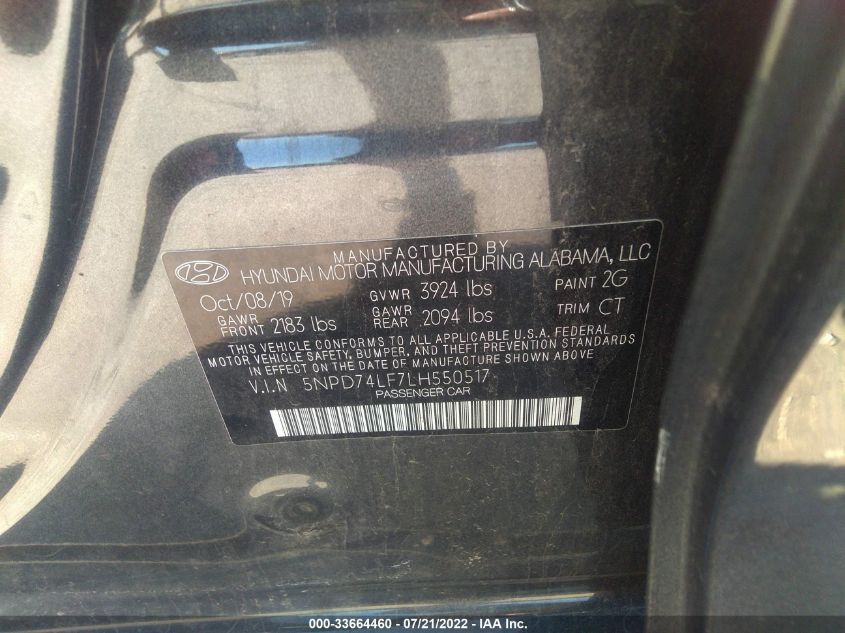 MANUFACTURED BY
HYUNDAI MOTOR MANUFACTURING ALABAMA, LLC
Oct/08/19 GVWR 3924 lbs PAINT 2G
GAWR FRONT 2183 lbs GAWR REAR 2094 lbs TRIM CT
THIS VEHICLE CONFORMS TO ALL APPLICABLE U.S.A. FEDERAL
MOTOR VEHICLE SAFETY, BUMPER, AND THEFT PREVENTION STANDARDS
IN EFFECT ON THE DATE OF MANUFACTURE SHOWN ABOVE.
V.I.N 5NPD74LF7LH550517
PASSENGER CAR
000-33664460 - 07/21/2022 - IAA Inc.